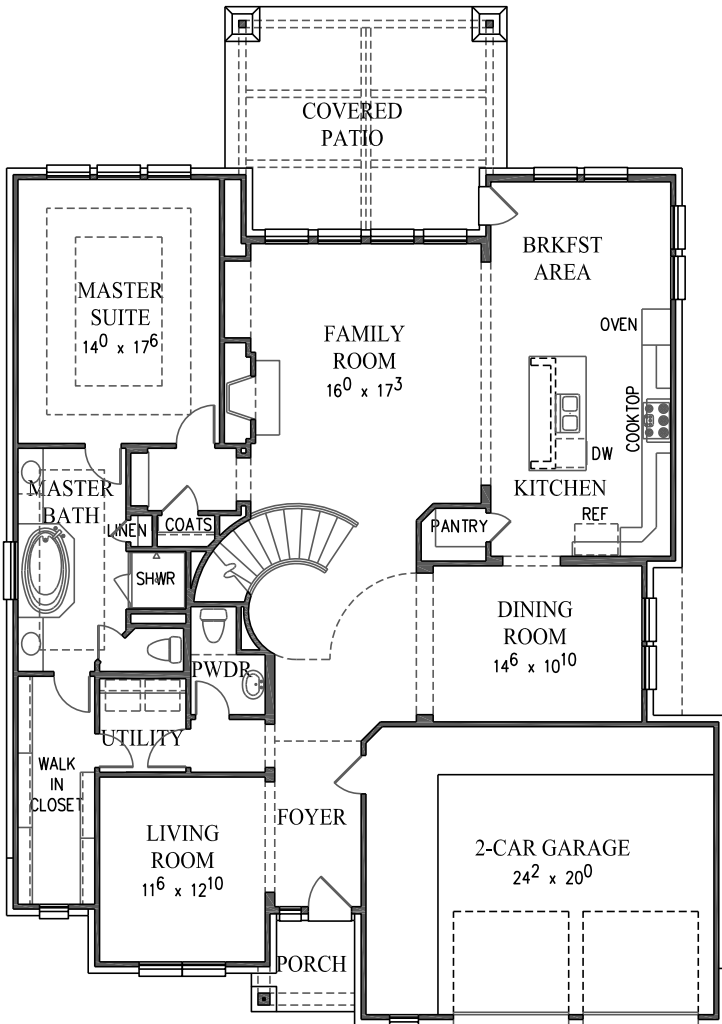 COVERED
PATIO
BRKFST
AREA
MASTER
SUITE
14⁰ x 17⁶
FAMILY
ROOM
16⁰ x 17³
OVEN
COOKTOP
DW
KITCHEN
MASTER
BATH
LINEN
COATS
PANTRY
REF
SHWR
DINING
ROOM
14⁶ x 10¹⁰
PWDR
UTILITY
WALK
IN
CLOSET
FOYER
LIVING
ROOM
11⁶ x 12¹⁰
2-CAR GARAGE
24² x 20⁰
PORCH